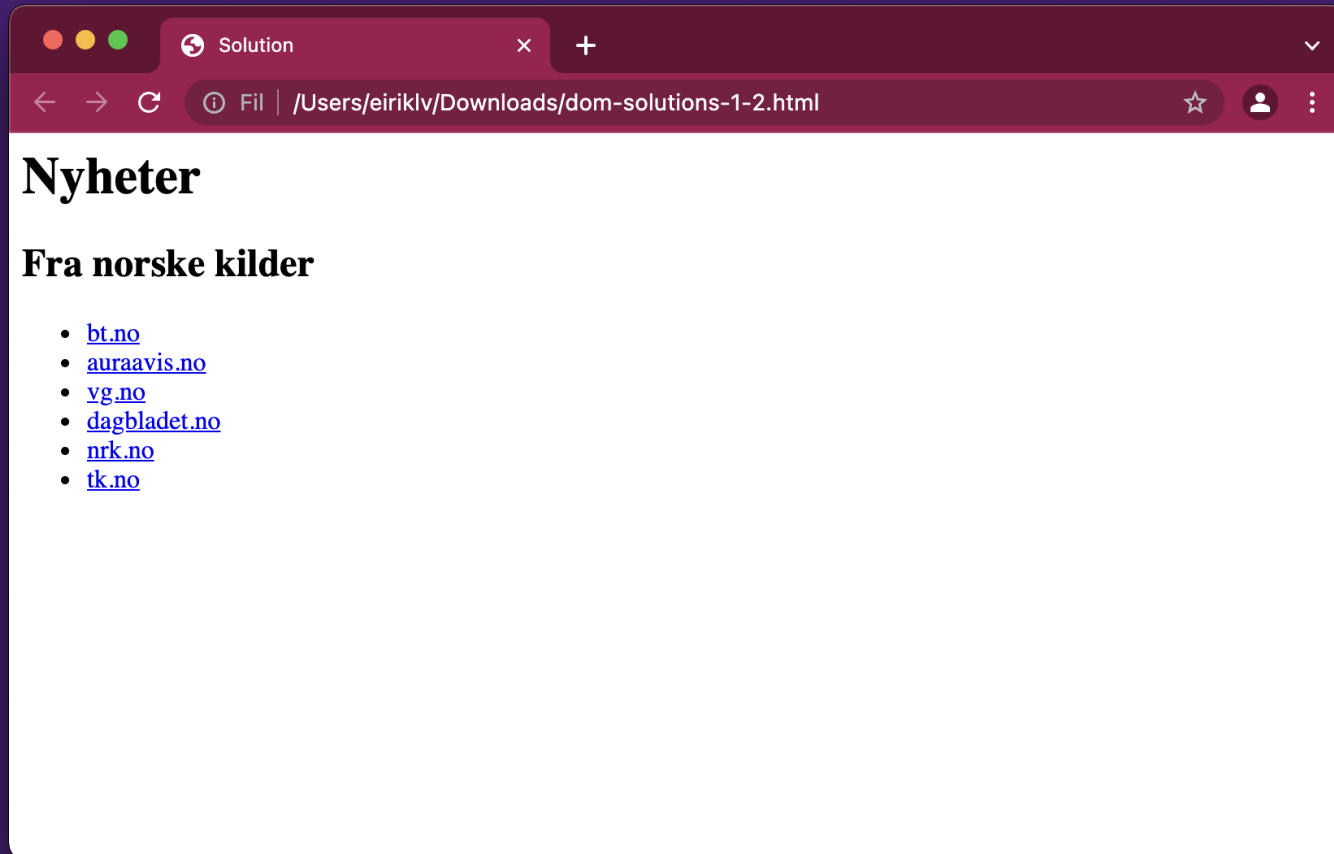 Solution
Fil /Users/eiriklv/Downloads/dom-solutions-1-2.html
Nyheter
Fra norske kilder
bt.no
auraavis.no
vg.no
dagbladet.no
nrk.no
tk.no